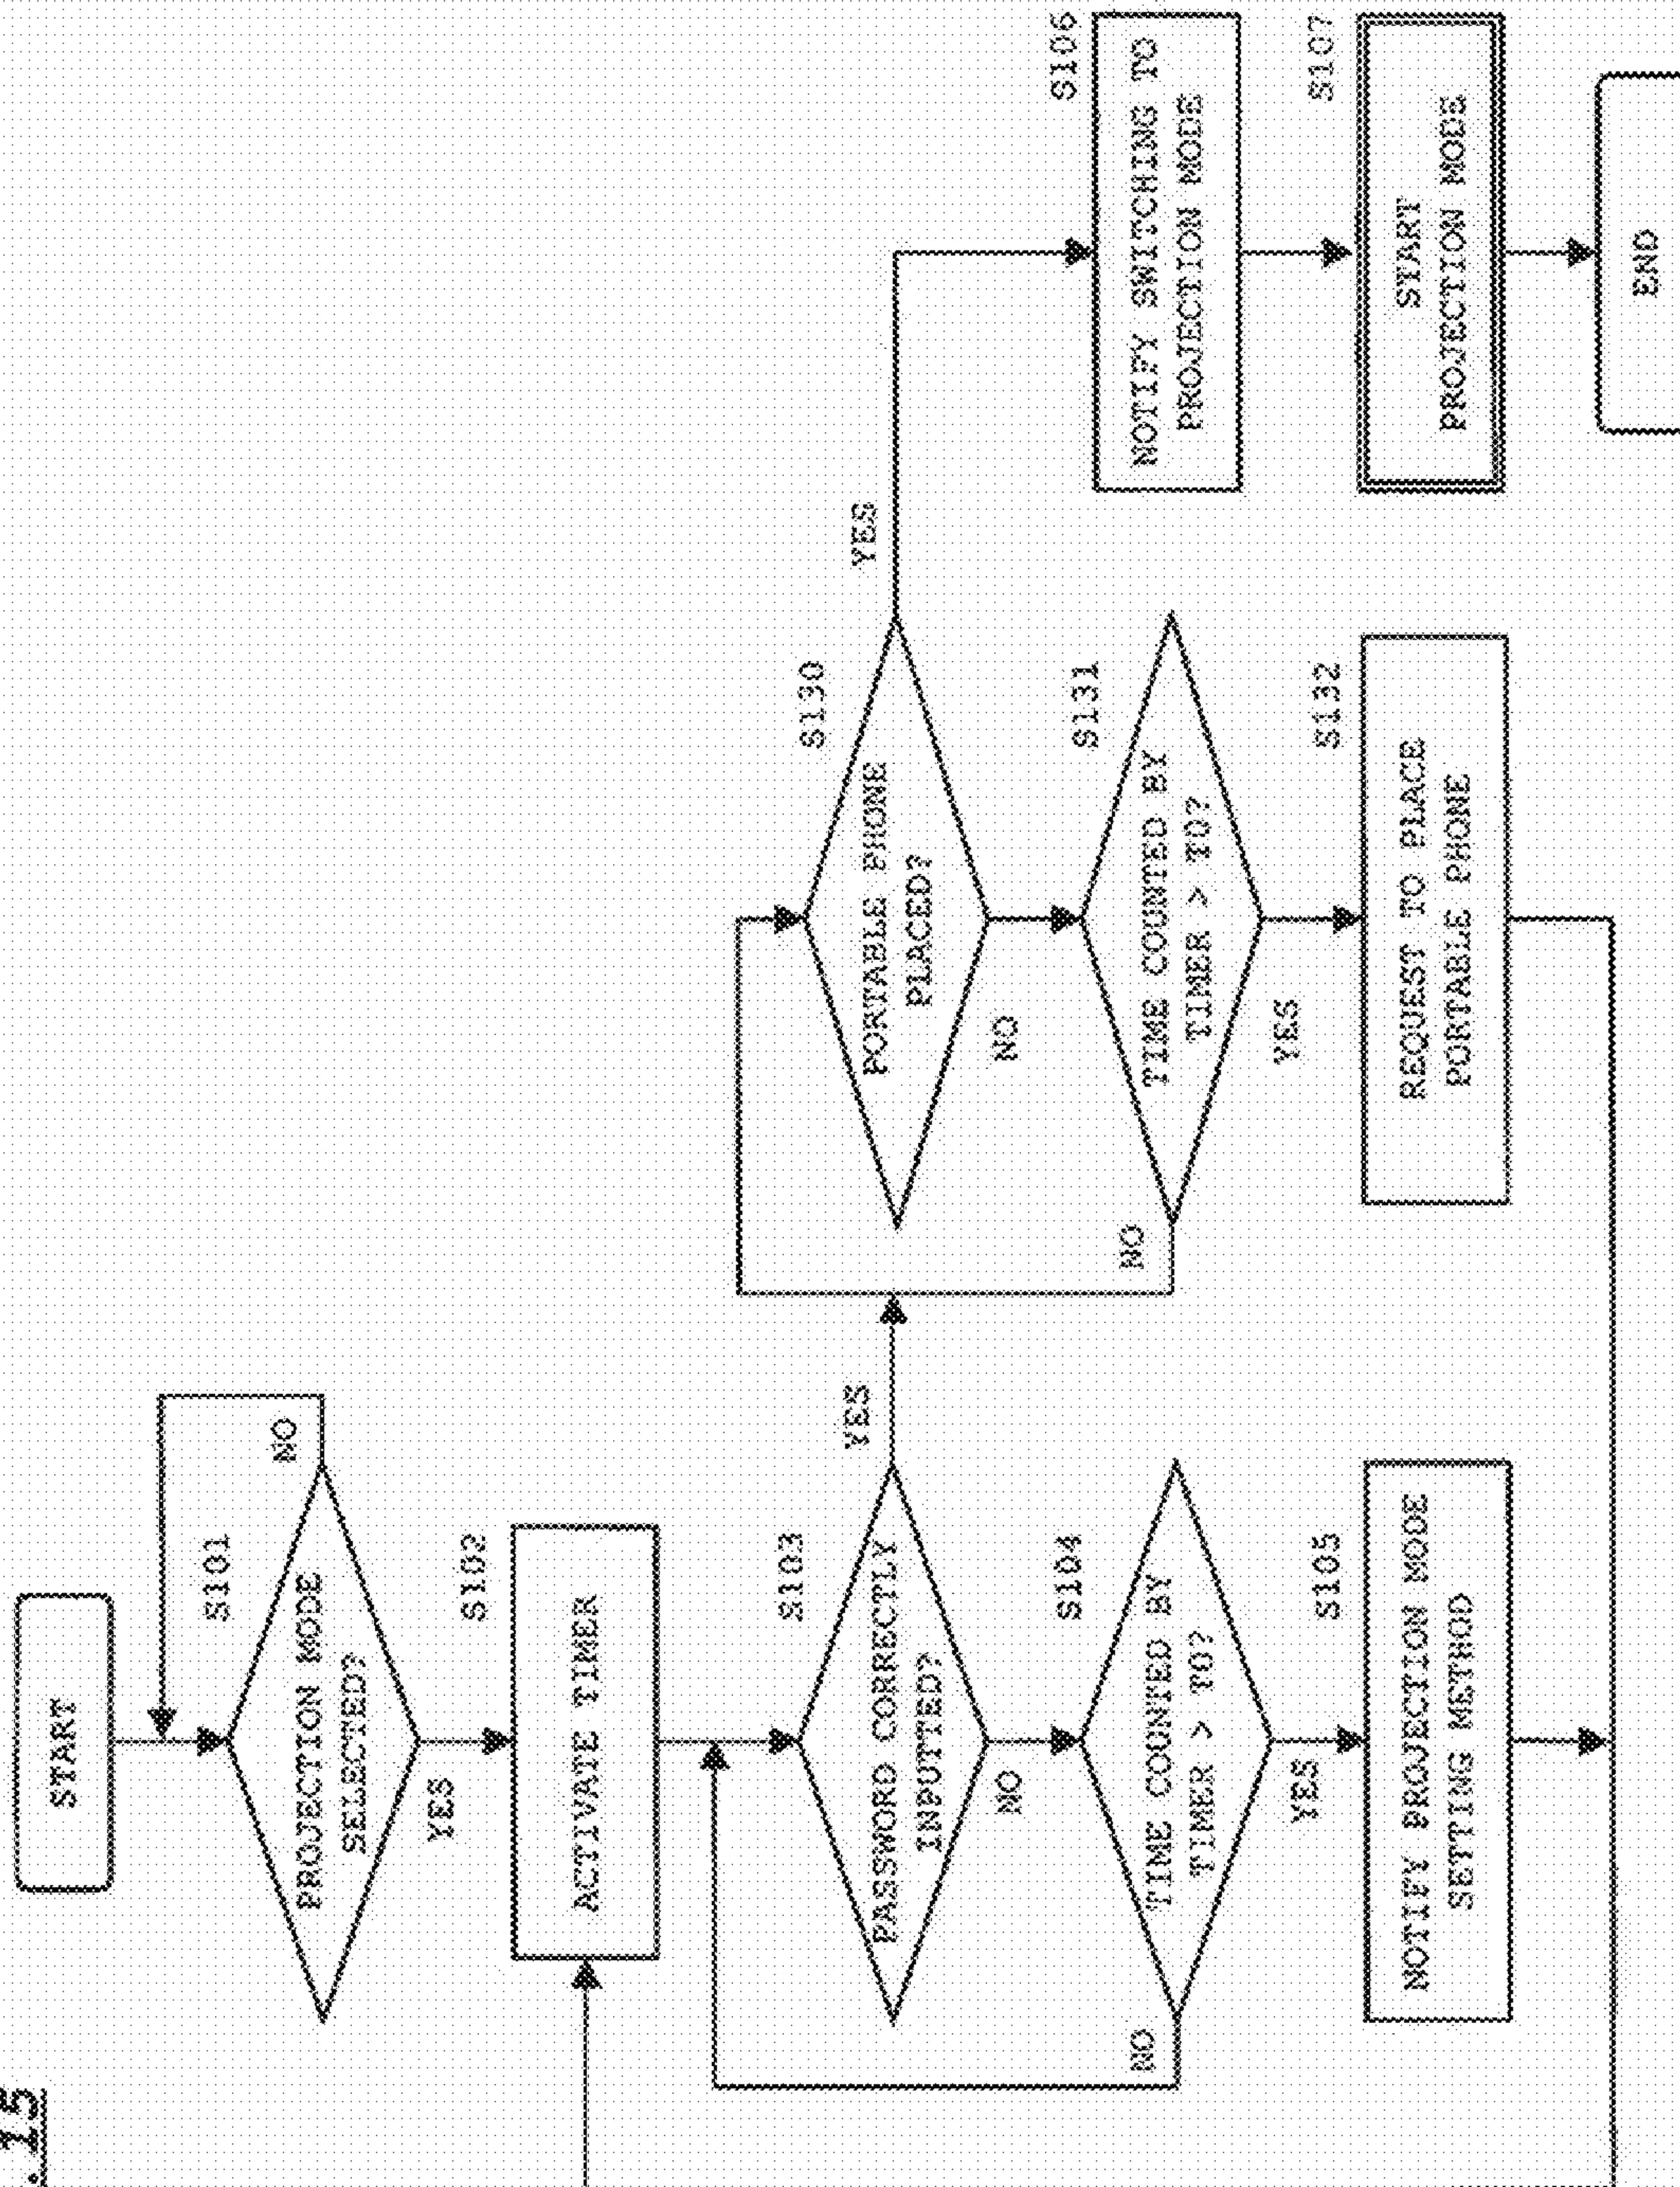 . 15
START
S101
PROJECTION MODE
SELECTED?
NO
YES
S102
ACTIVATE TIMER
S103
PASSWORD CORRECTLY
INPUTTED?
YES
NO
S104
TIME COUNTED BY
TIMER > T0?
NO
YES
S105
NOTIFY PROJECTION MODE
SETTING METHOD
S130
PORTABLE PHONE
PLACED?
YES
NO
S131
TIME COUNTED BY
TIMER > T0?
NO
YES
S132
REQUEST TO PLACE
PORTABLE PHONE
S106
NOTIFY SWITCHING TO
PROJECTION MODE
S107
START
PROJECTION MODE
END